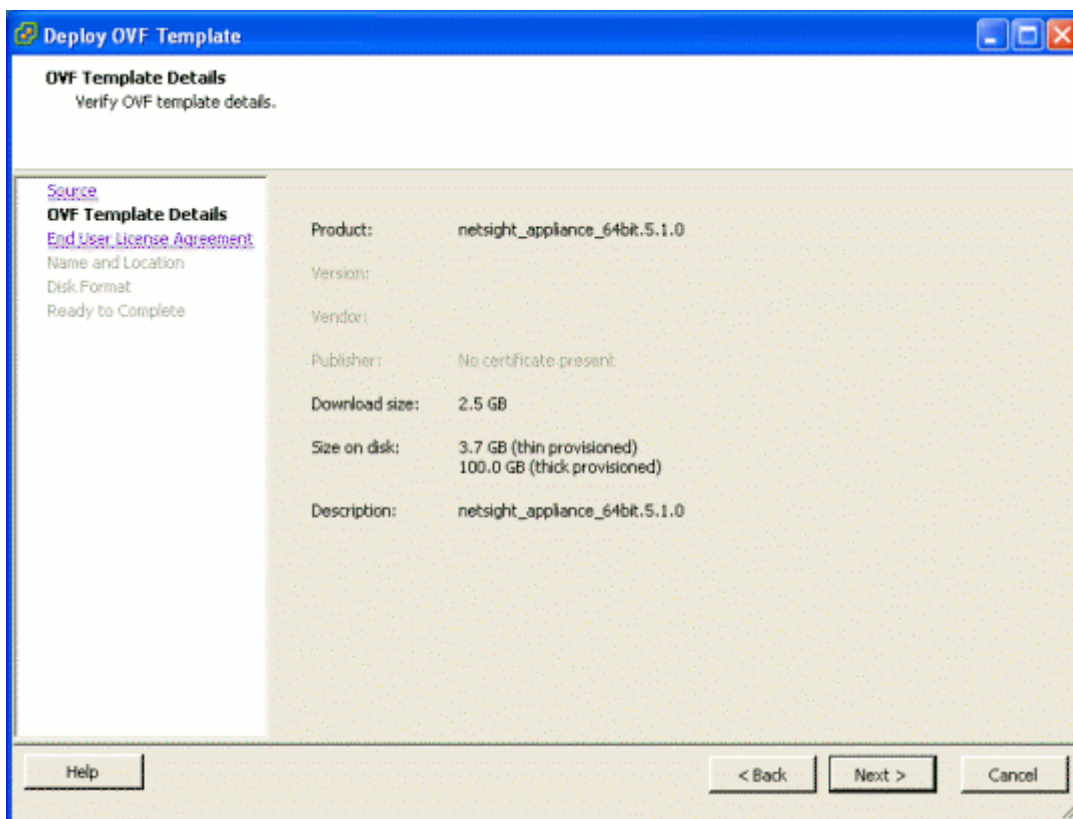 Deploy OVF Template
OVF Template Details
Verify OVF template details.
Source
OVF Template Details
End User License Agreement
Name and Location
Disk Format
Ready to Complete
Product: netsight_appliance_64bit.5.1.0
Version:
Vendor:
Publisher: No certificate present
Download size: 2.5 GB
Size on disk: 3.7 GB (thin provisioned)
100.0 GB (thick provisioned)
Description: netsight_appliance_64bit.5.1.0
Help
< Back Next > Cancel